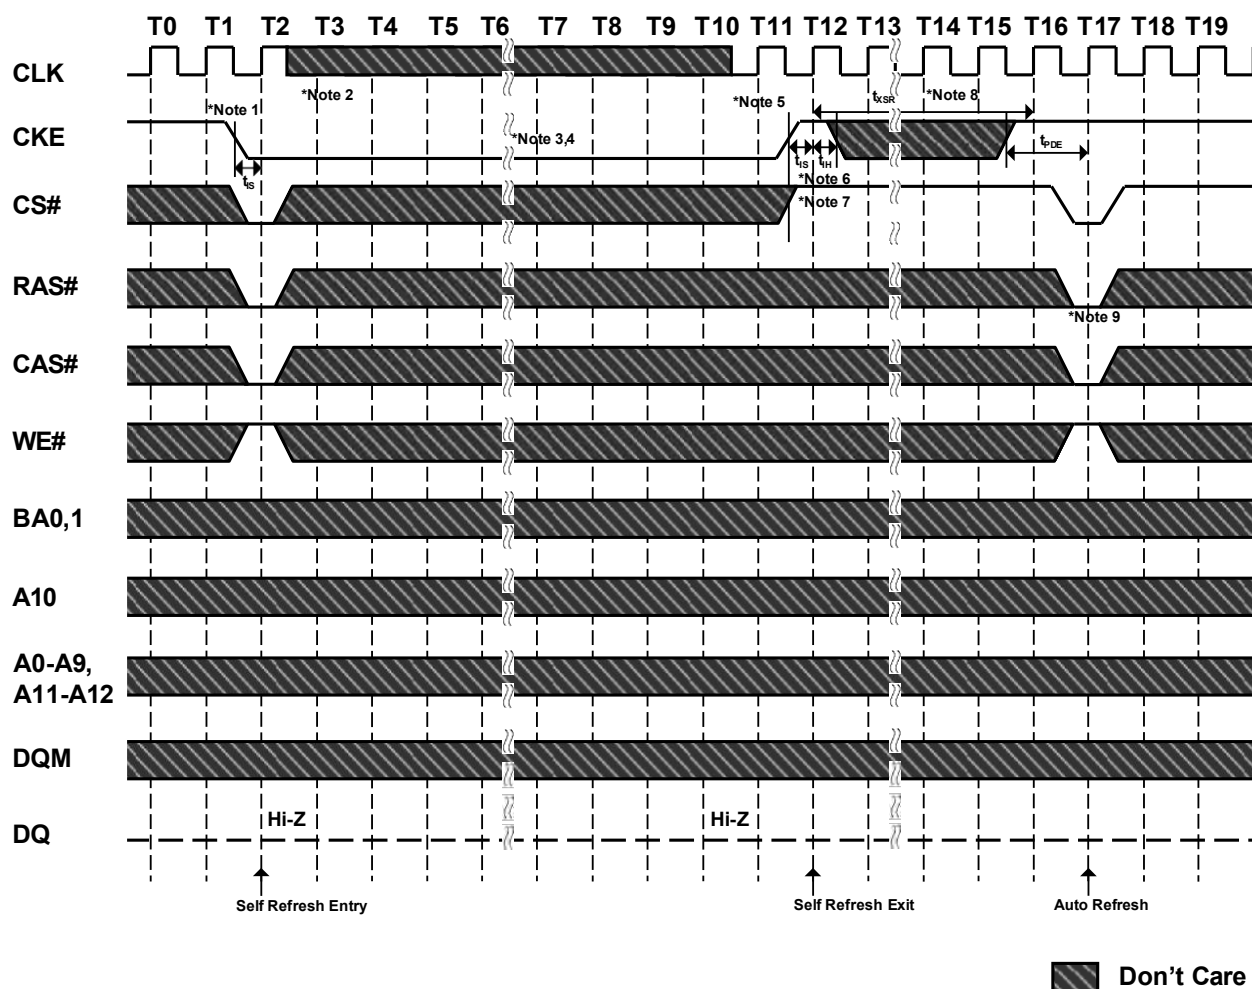 T0 T1 T2 T3 T4 T5 T6 T7 T8 T9 T10 T11 T12 T13 T14 T15 T16 T17 T18 T19
CLK
*Note 1
*Note 2
*Note 5
tXSR
*Note 8
CKE
*Note 3,4
tIS
tIS
tIH
tPDE
*Note 6
CS#
*Note 7
RAS#
*Note 9
CAS#
WE#
BA0,1
A10
A0-A9,
A11-A12
DQM
Hi-Z
Hi-Z
DQ
Self Refresh Entry
Self Refresh Exit
Auto Refresh
Don't Care